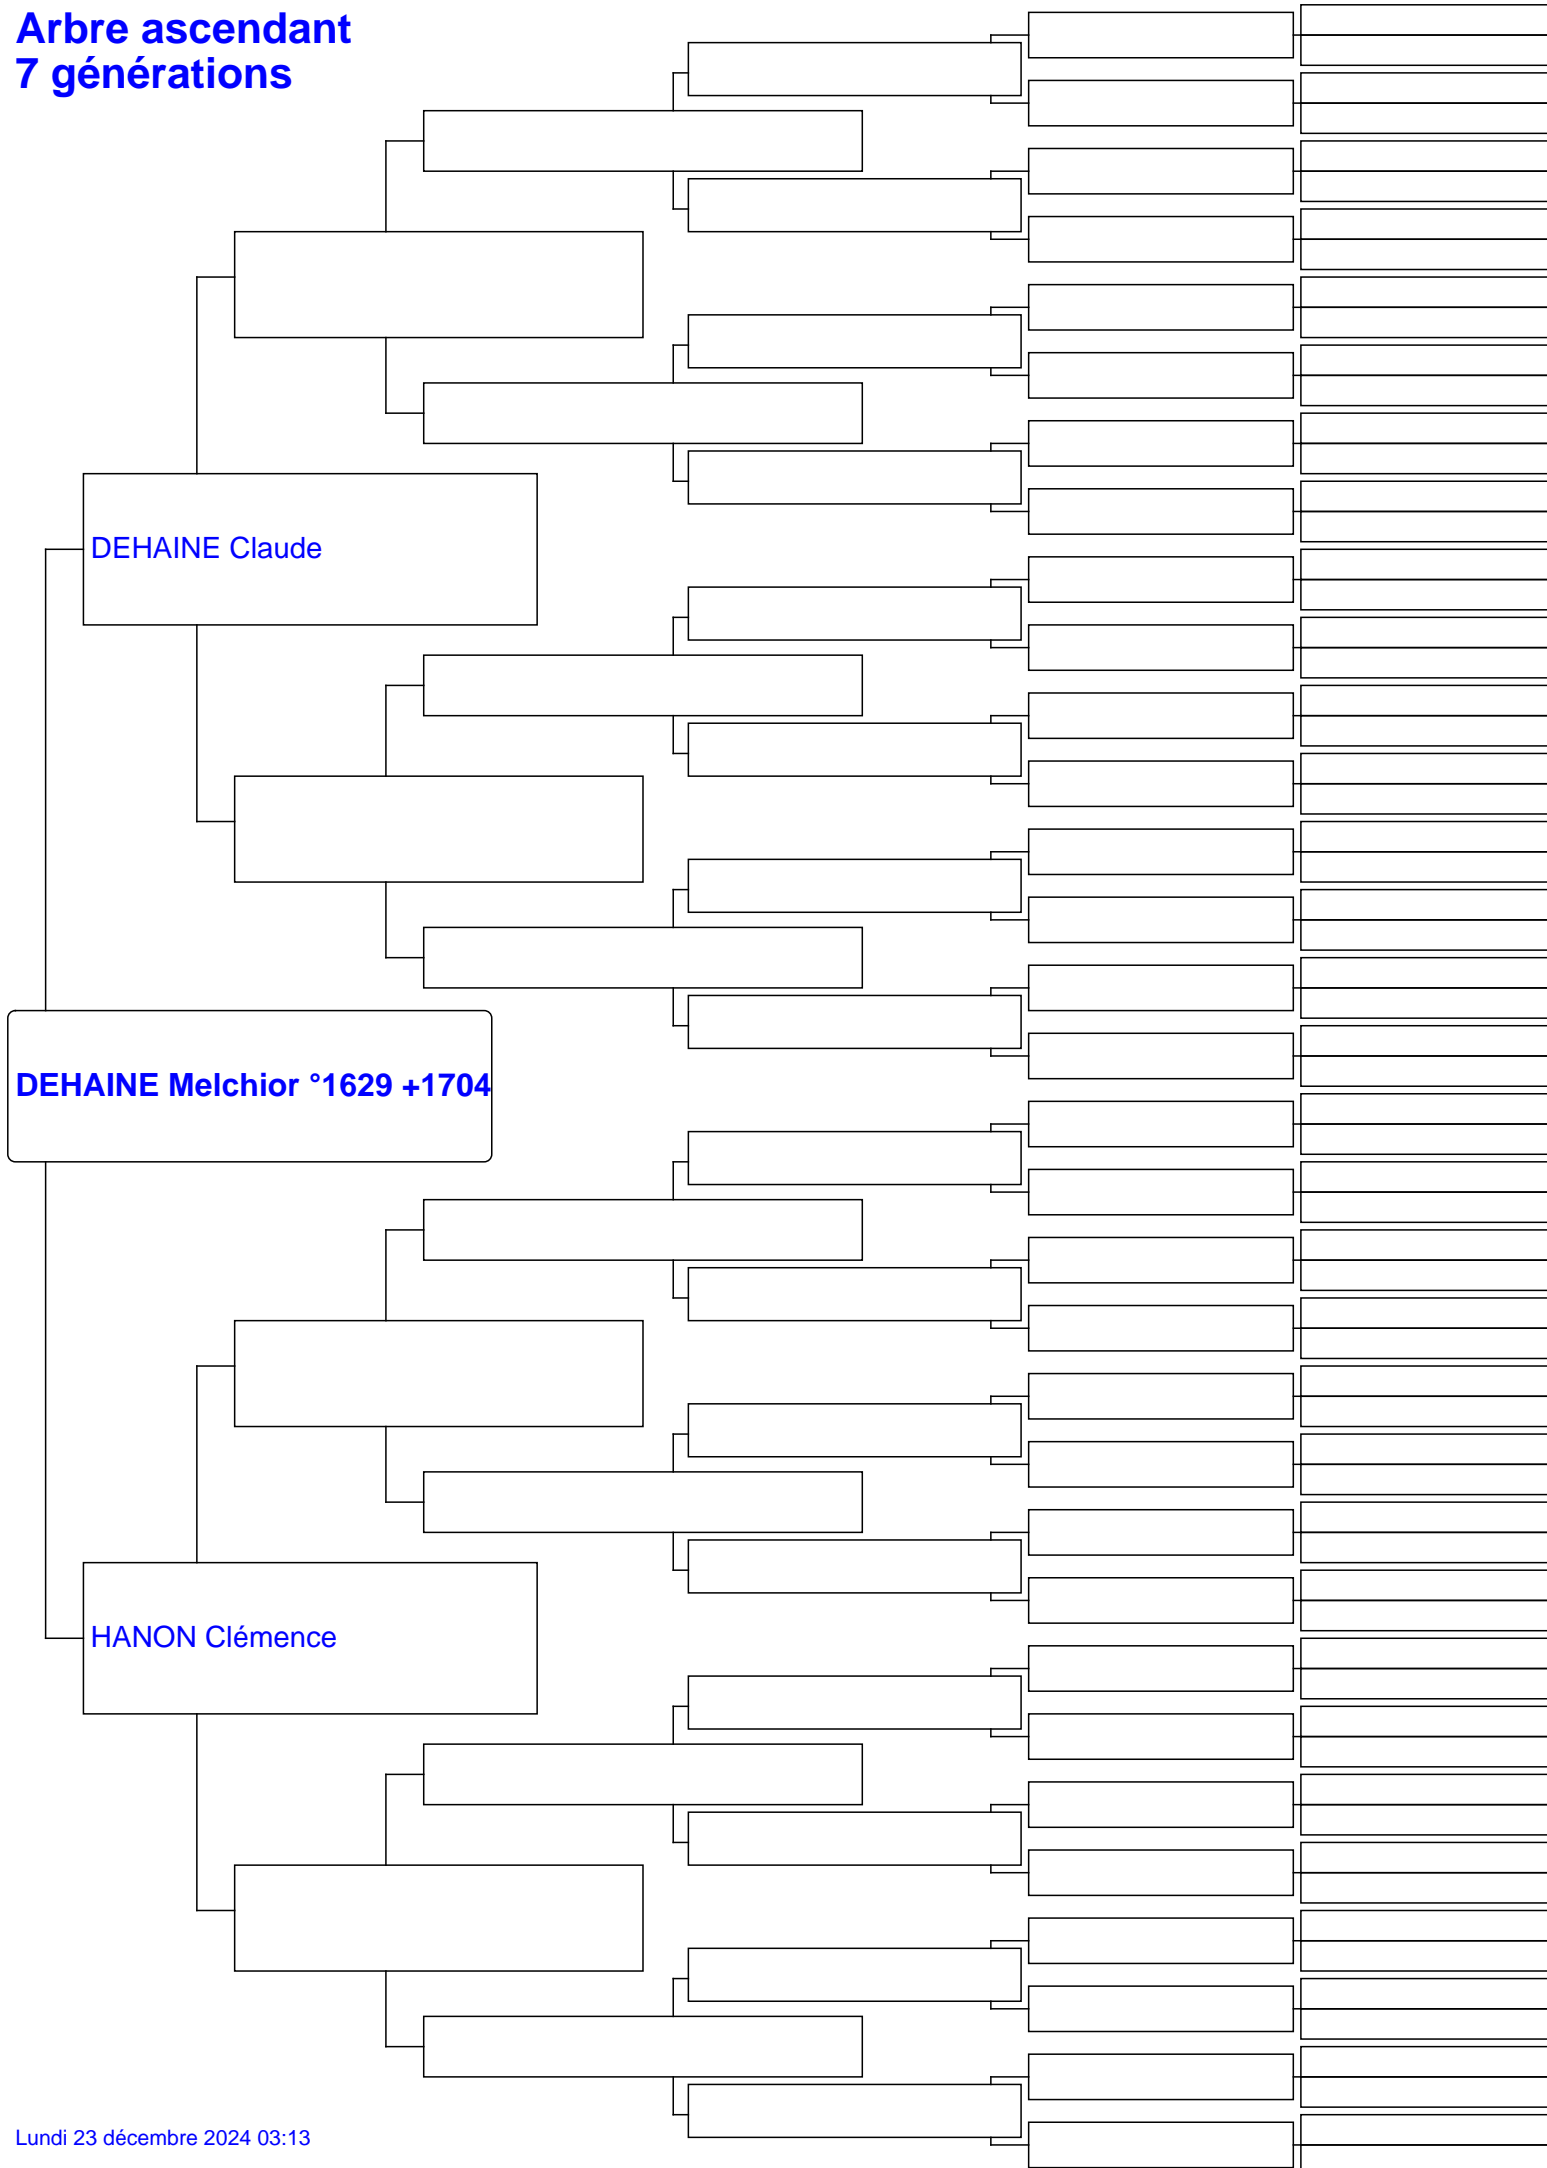 Arbre ascendant
7 générations
DEHAINE Claude
DEHAINE Melchior °1629 +1704
HANON Clémence
Lundi 23 décembre 2024 03:13